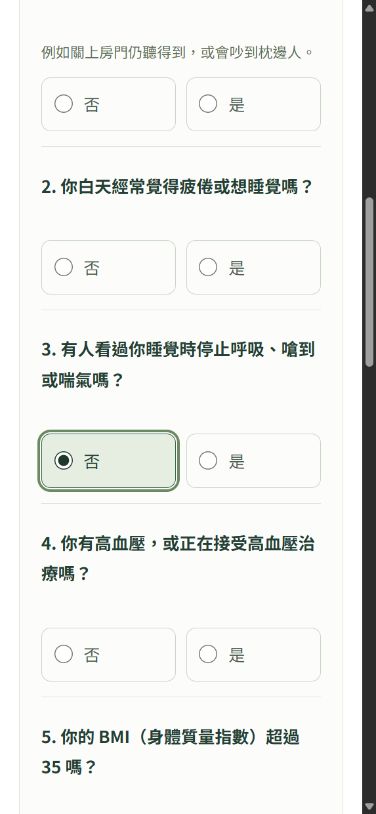 例如關上房門仍聽得到，或會吵到枕邊人。
否
是
2. 你白天經常覺得疲倦或想睡覺嗎？
否
是
3. 有人看過你睡覺時停止呼吸、嗆到
或喘氣嗎？
否
是
4. 你有高血壓，或正在接受高血壓治
療嗎？
否
是
5. 你的 BMI（身體質量指數）超過
35 嗎？